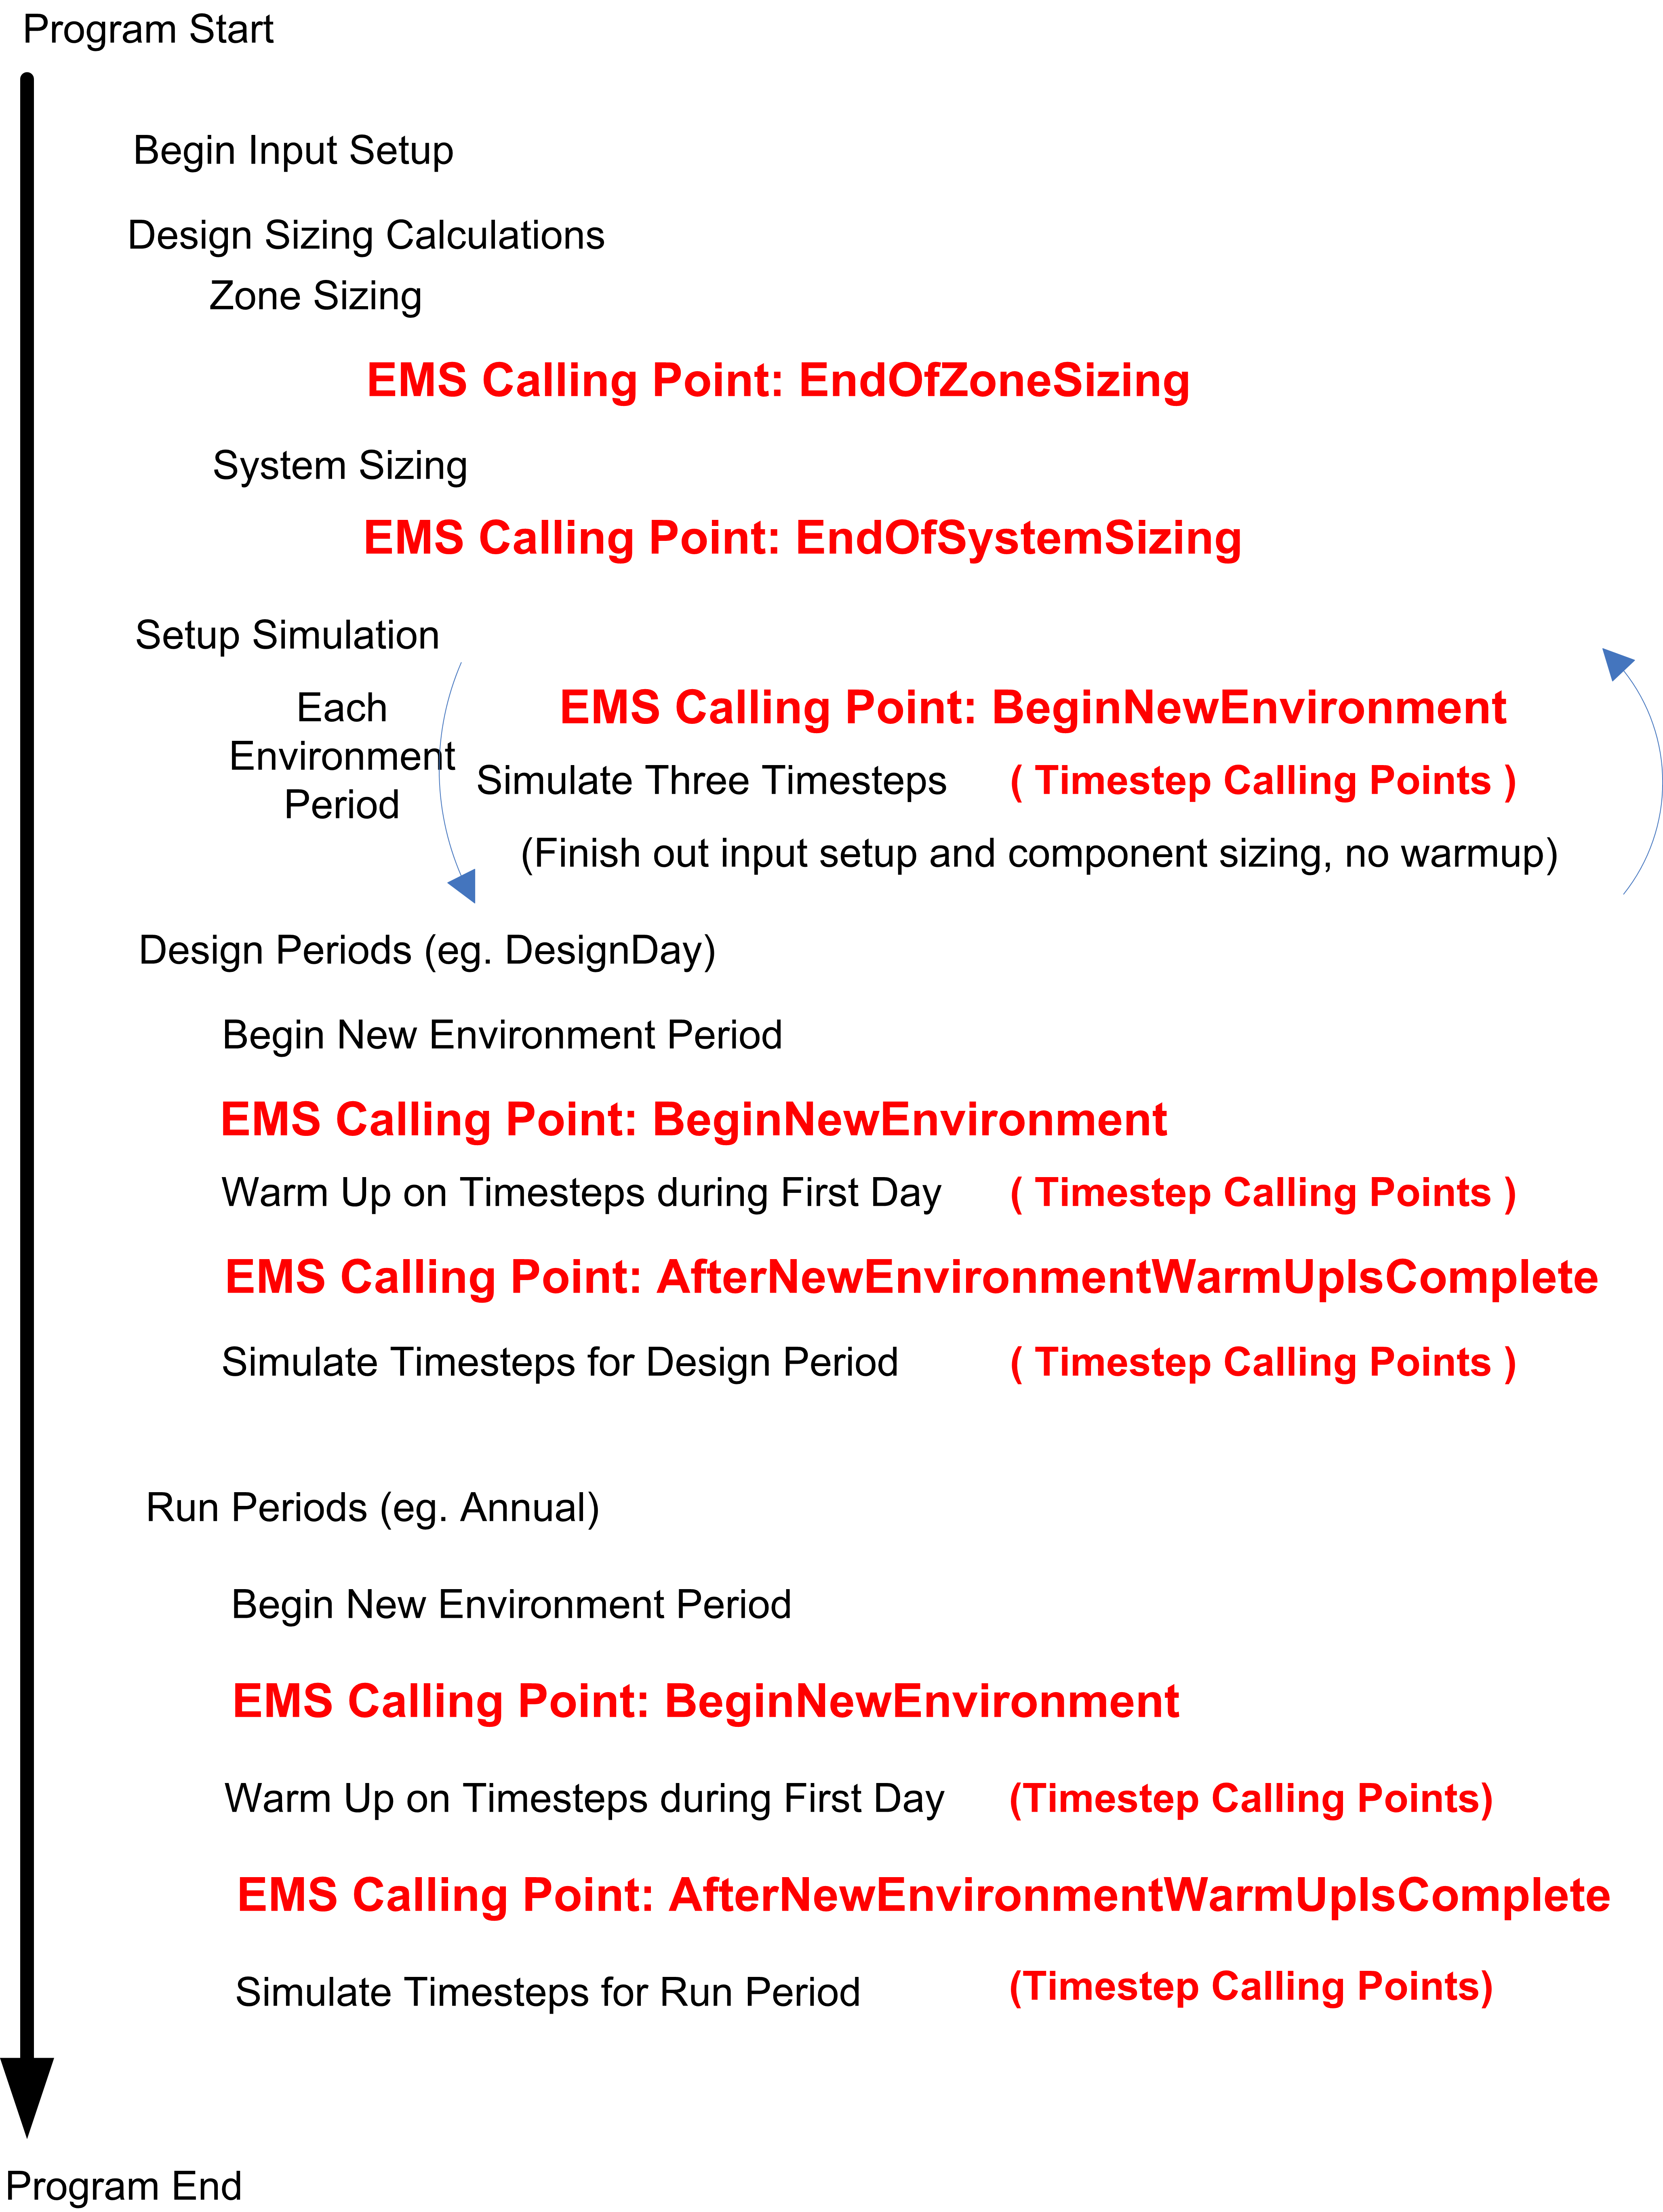 Program Start
Begin Input Setup
Design Sizing Calculations
Zone Sizing
EMS Calling Point: EndOfZoneSizing
System Sizing
EMS Calling Point: EndOfSystemSizing
Setup Simulation
Each
Environment
Period
EMS Calling Point: BeginNewEnvironment
Simulate Three Timesteps ( Timestep Calling Points )
(Finish out input setup and component sizing, no warmup)
Design Periods (eg. DesignDay)
Begin New Environment Period
EMS Calling Point: BeginNewEnvironment
Warm Up on Timesteps during First Day ( Timestep Calling Points )
EMS Calling Point: AfterNewEnvironmentWarmUpIsComplete
Simulate Timesteps for Design Period ( Timestep Calling Points )
Run Periods (eg. Annual)
Begin New Environment Period
EMS Calling Point: BeginNewEnvironment
Warm Up on Timesteps during First Day (Timestep Calling Points)
EMS Calling Point: AfterNewEnvironmentWarmUpIsComplete
Simulate Timesteps for Run Period (Timestep Calling Points)
Program End